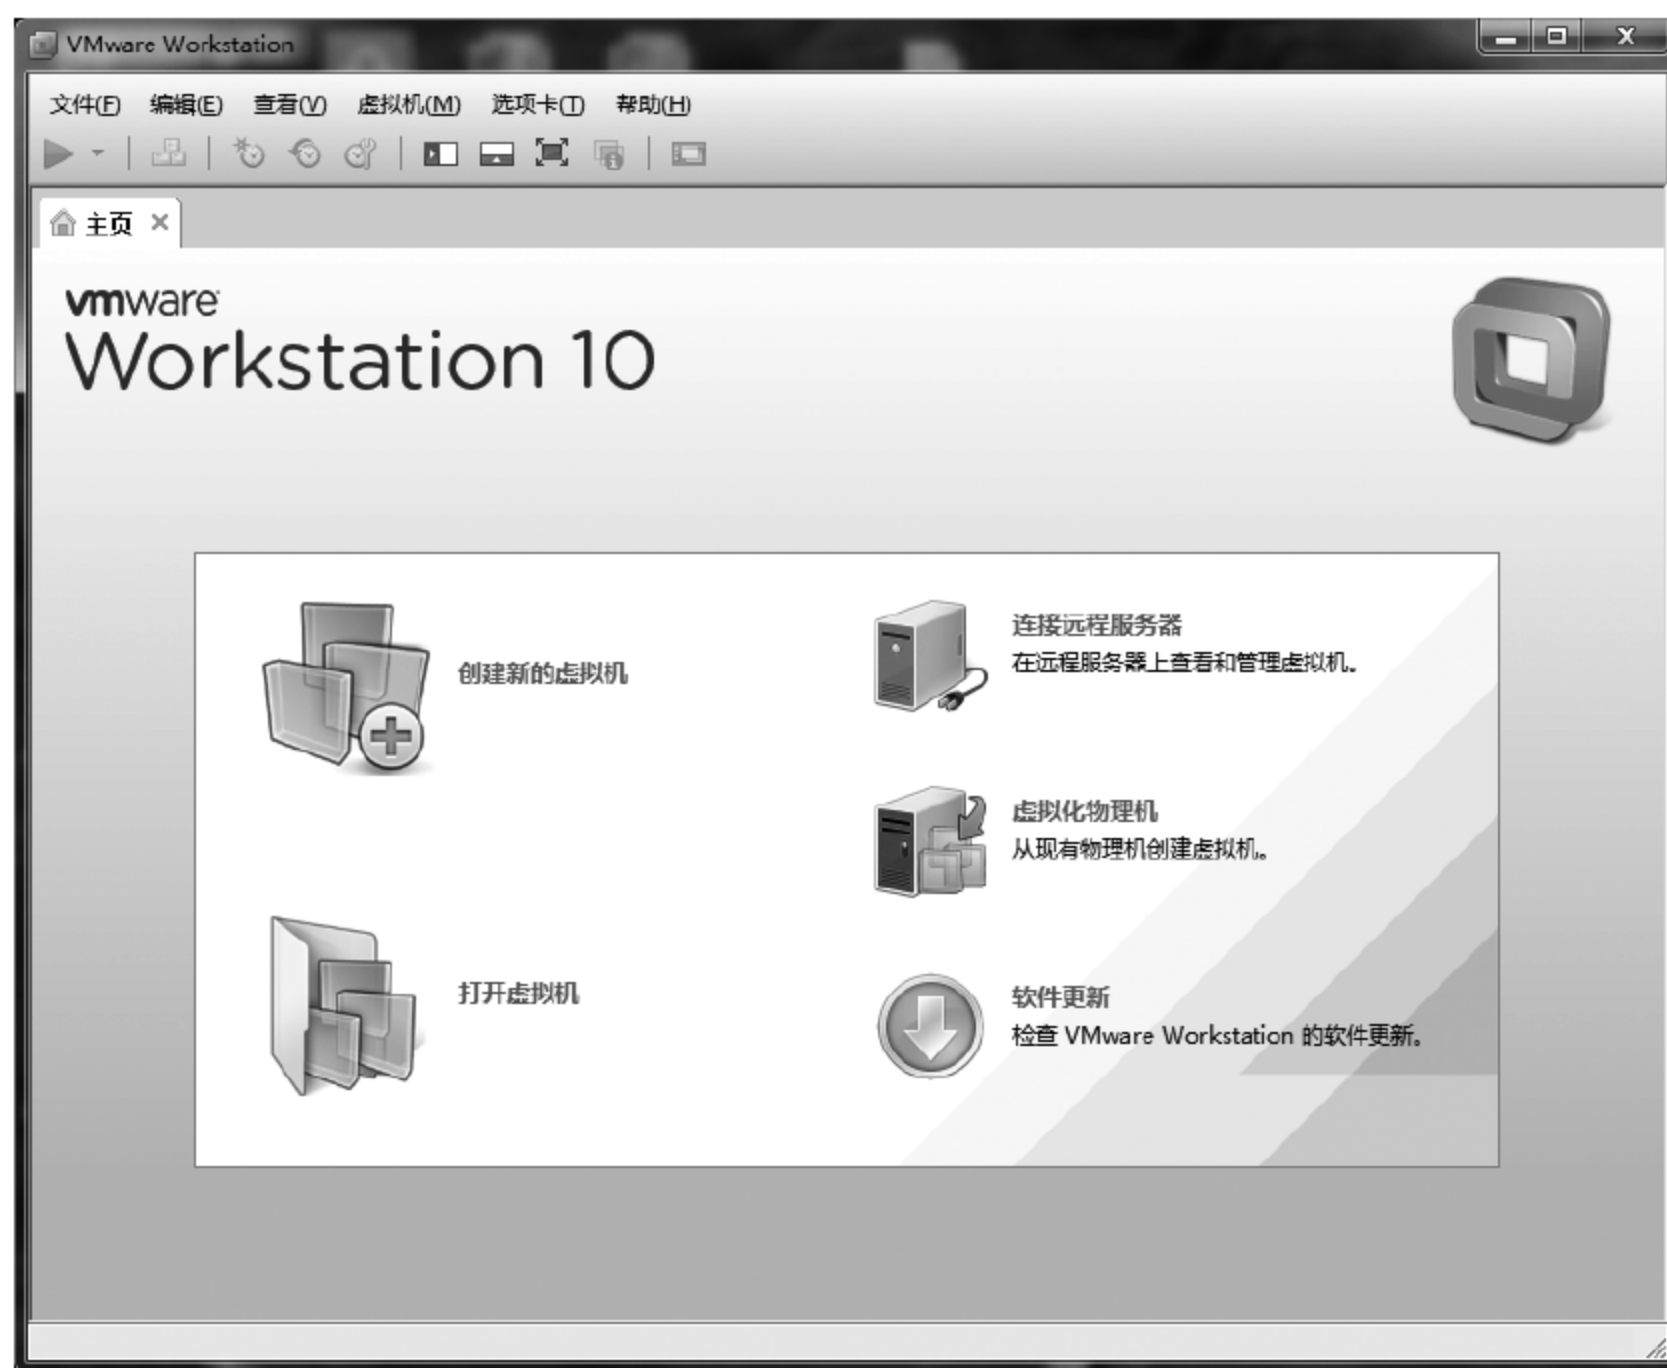 VMware Workstation
文件(F) 编辑(E) 查看(V) 虚拟机(M) 选项卡(T) 帮助(H)
主页
vmware
Workstation 10
创建新的虚拟机
打开虚拟机
连接远程服务器
在远程服务器上查看和管理虚拟机。
虚拟化物理机
从现有物理机创建虚拟机。
软件更新
检查 VMware Workstation 的软件更新。